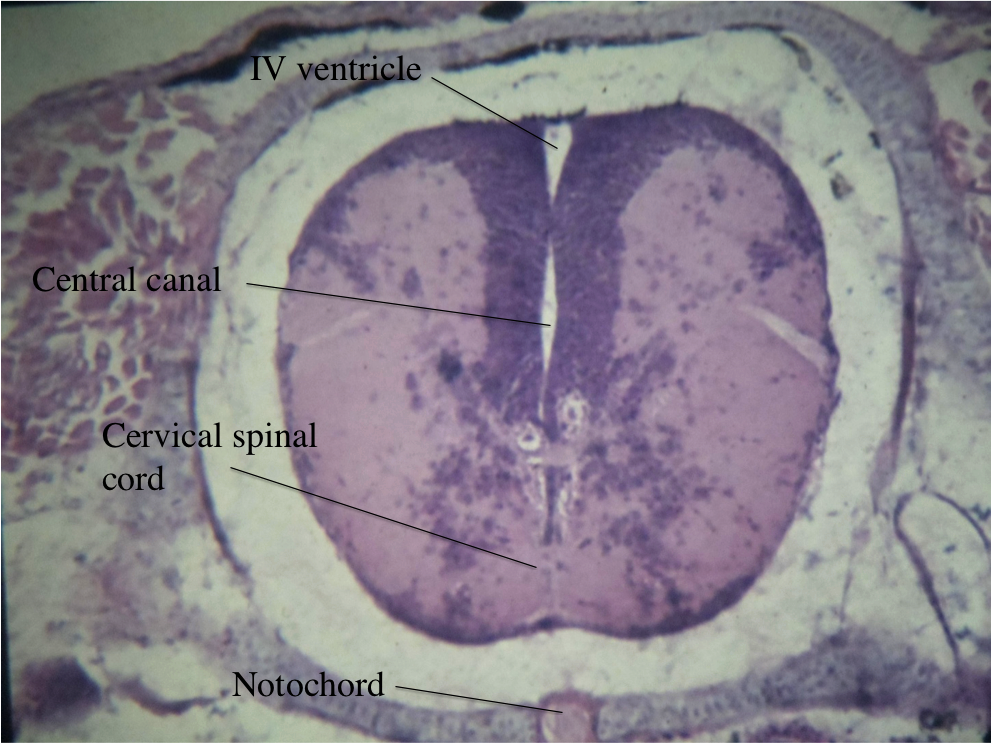 IV ventricle
Central canal
Cervical spinal
cord
Notochord